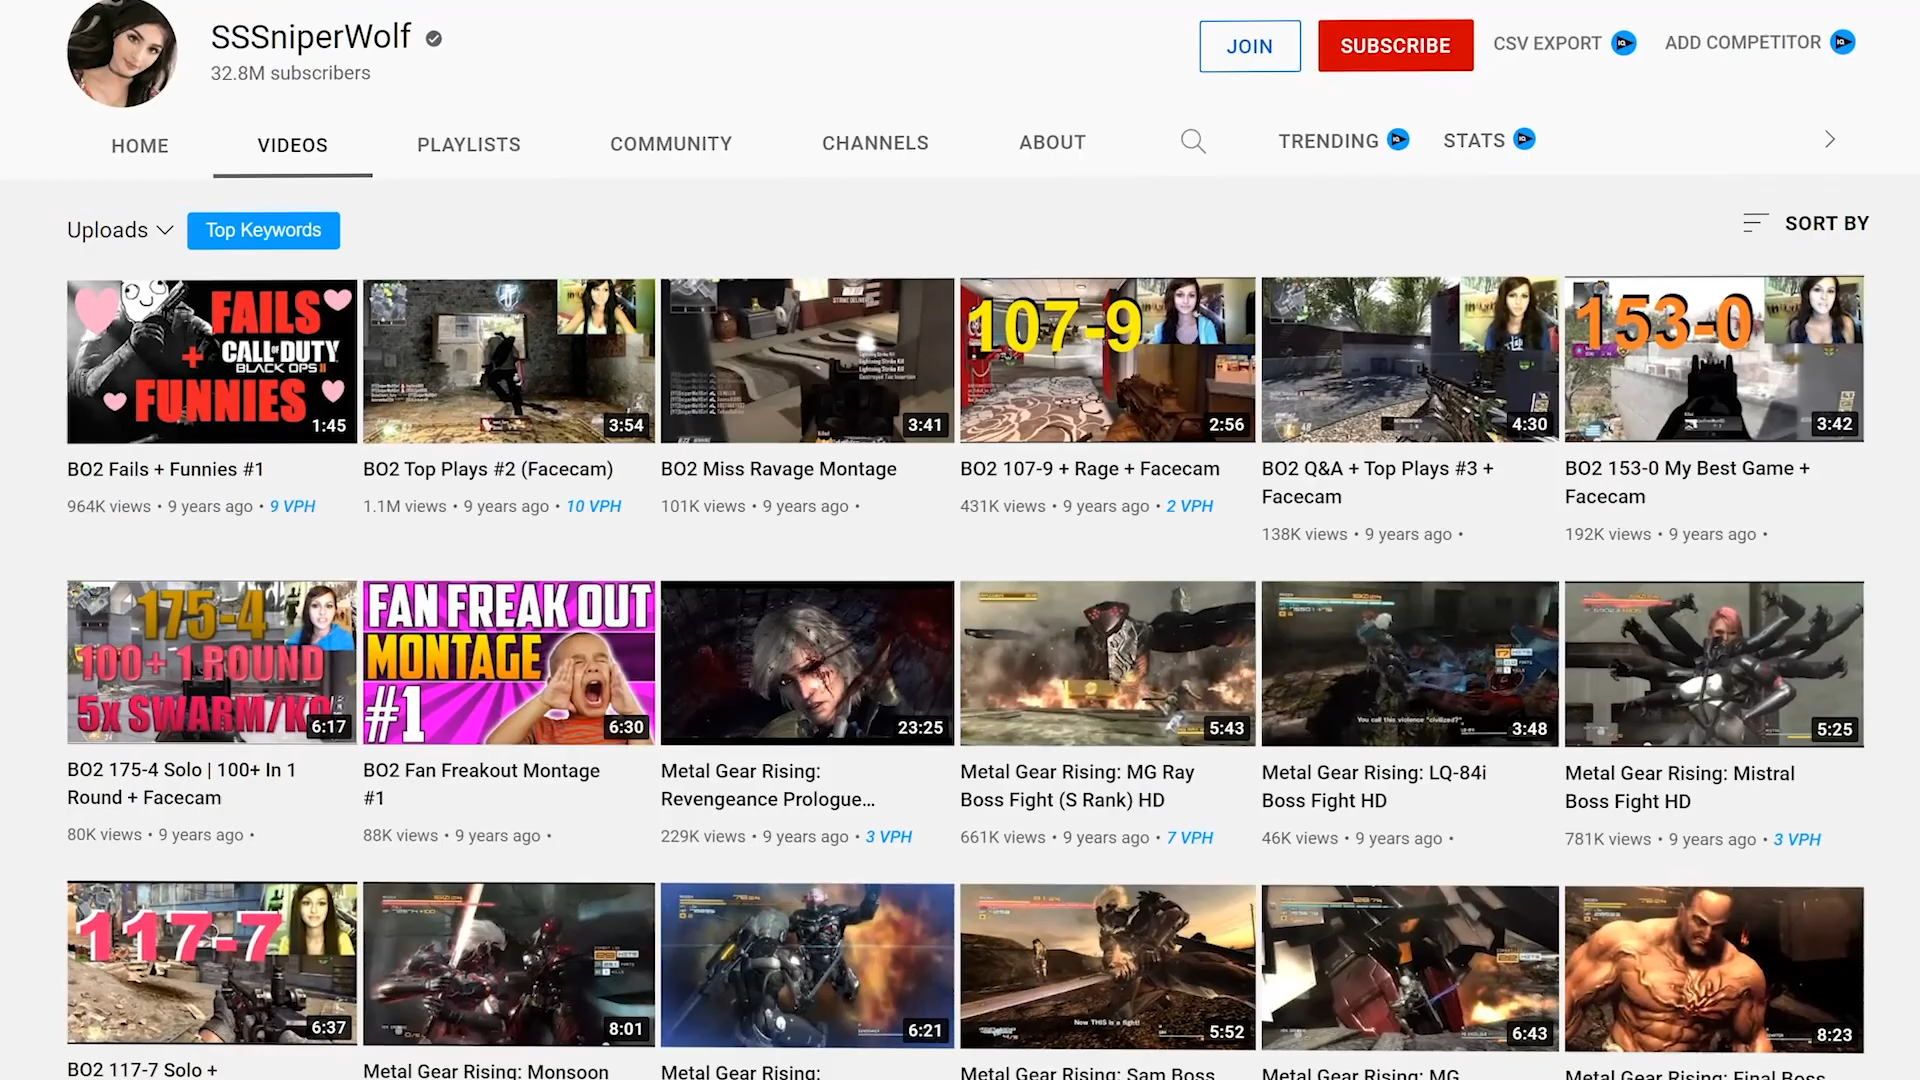 SSSniperWolf
32.8M subscribers
JOIN
SUBSCRIBE
CSV EXPORT
ADD COMPETITOR
HOME
VIDEOS
PLAYLISTS
COMMUNITY
CHANNELS
ABOUT
TRENDING
STATS
Uploads
Top Keywords
SORT BY
FAILS
+ CALL OF DUTY
BLACK OPS II
FUNNIES
1:45
3:54
3:41
107-9
2:56
4:30
153-0
3:42
BO2 Fails + Funnies #1
964K views • 9 years ago • 9 VPH
BO2 Top Plays #2 (Facecam)
1.1M views • 9 years ago • 10 VPH
BO2 Miss Ravage Montage
101K views • 9 years ago •
BO2 107-9 + Rage + Facecam
431K views • 9 years ago • 2 VPH
BO2 Q&A + Top Plays #3 +
Facecam
138K views • 9 years ago •
BO2 153-0 My Best Game +
Facecam
192K views • 9 years ago •
175-4
100+ 1 ROUND
5x SWARM/K
6:17
FAN FREAK OUT
MONTAGE
#1
6:30
23:25
5:43
You call this violence "civilized?"
3:48
5:25
BO2 175-4 Solo | 100+ In 1
Round + Facecam
80K views • 9 years ago •
BO2 Fan Freakout Montage
#1
88K views • 9 years ago •
Metal Gear Rising:
Revengeance Prologue...
229K views • 9 years ago • 3 VPH
Metal Gear Rising: MG Ray
Boss Fight (S Rank) HD
661K views • 9 years ago • 7 VPH
Metal Gear Rising: LQ-84i
Boss Fight HD
46K views • 9 years ago •
Metal Gear Rising: Mistral
Boss Fight HD
781K views • 9 years ago • 3 VPH
117-7
6:37
8:01
6:21
Now THIS is a fight!
5:52
6:43
8:23
BO2 117-7 Solo +
Metal Gear Rising: Monsoon
Metal Gear Rising:
Metal Gear Rising: Sam Boss
Metal Gear Rising: MG
Metal Gear Rising: Final Boss